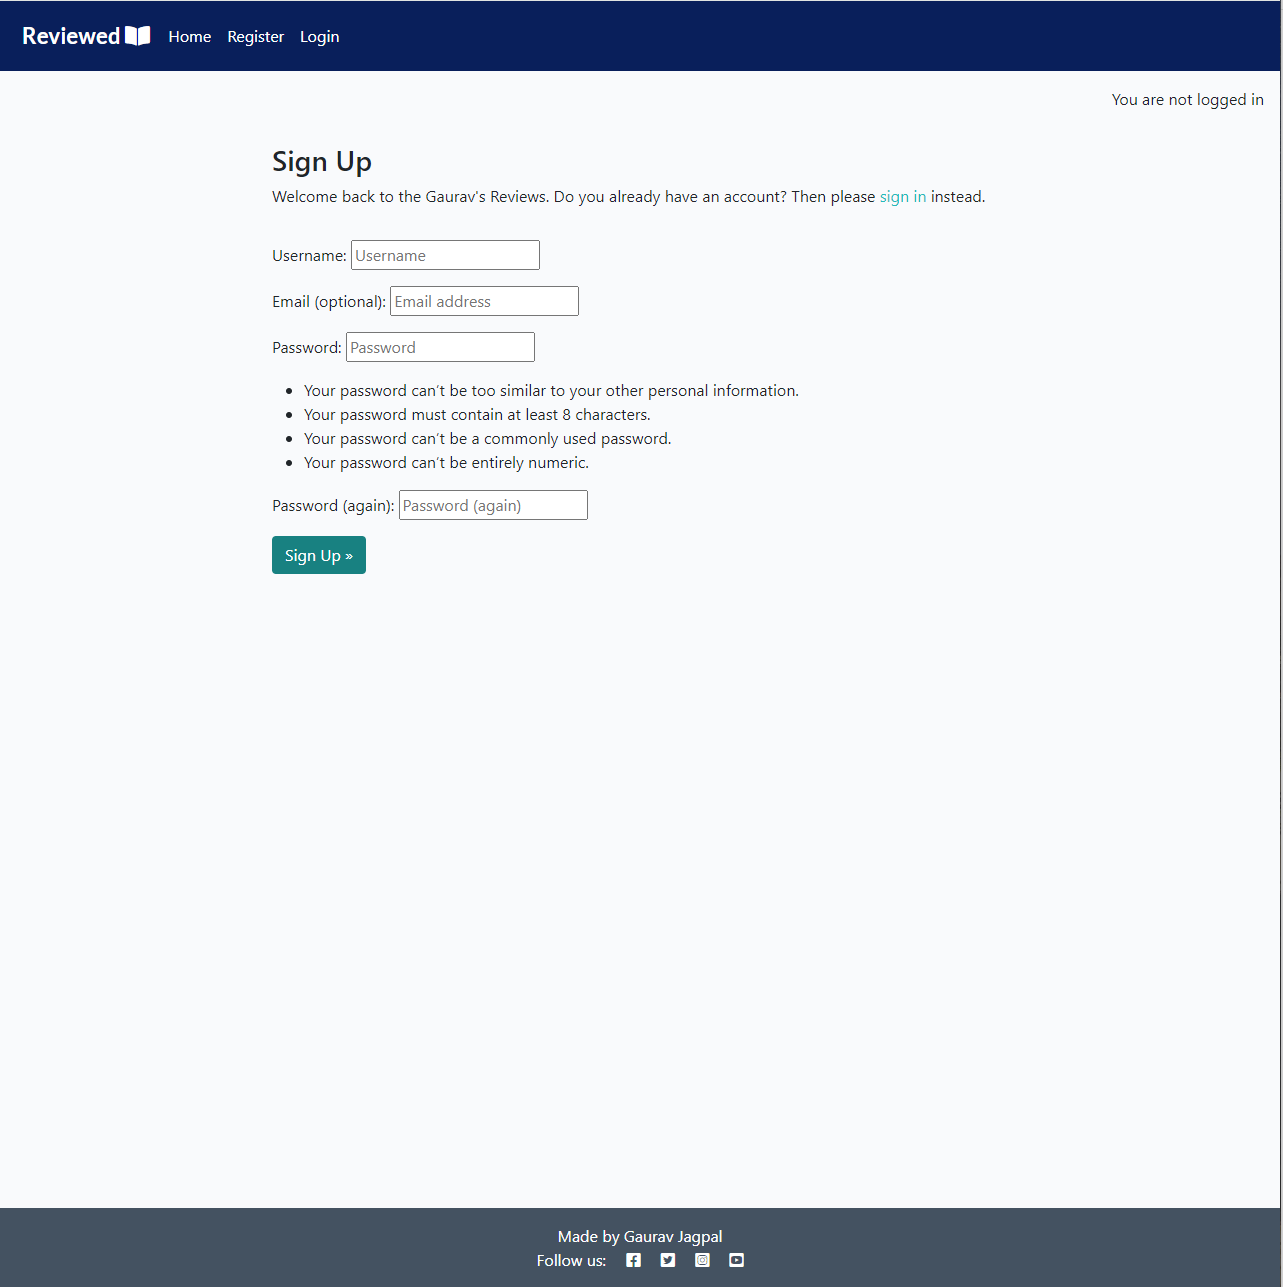 Reviewed Home Register Login
You are not logged in
Sign Up
Welcome back to the Gaurav's Reviews. Do you already have an account? Then please sign in instead.
Username: Username
Email (optional): Email address
Password: Password
• Your password can’t be too similar to your other personal information.
• Your password must contain at least 8 characters.
• Your password can’t be a commonly used password.
• Your password can’t be entirely numeric.
Password (again): Password (again)
Sign Up »
Made by Gaurav Jagpal
Follow us: